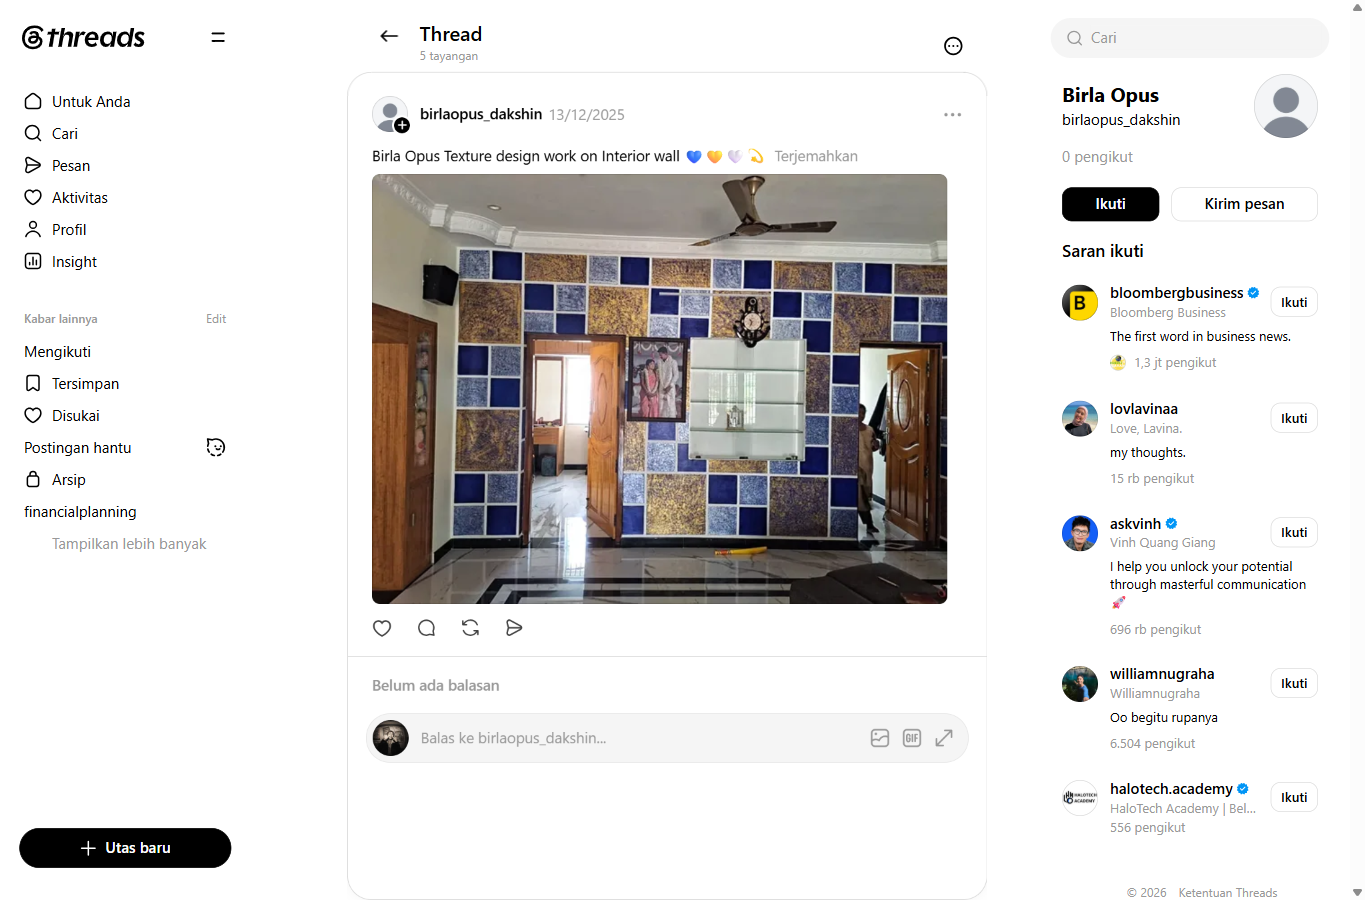 threads
Untuk Anda
Cari
Pesan
Aktivitas
Profil
Insight
Kabar lainnya
Edit
Mengikuti
Tersimpan
Disukai
Postingan hantu
Arsip
financialplanning
Tampilkan lebih banyak
Utas baru
Thread
5 tayangan
birlaopus_dakshin 13/12/2025
Birla Opus Texture design work on Interior wall 💙 💛 🤍 💫 Terjemahkan
Belum ada balasan
Balas ke birlaopus_dakshin...
GIF
Cari
Birla Opus
birlaopus_dakshin
0 pengikut
Ikuti
Kirim pesan
Saran ikuti
B
bloombergbusiness
Bloomberg Business
Ikuti
The first word in business news.
1,3 jt pengikut
lovlavinaa
Love, Lavina.
Ikuti
my thoughts.
15 rb pengikut
askvinh
Vinh Quang Giang
Ikuti
I help you unlock your potential
through masterful communication
🚀
696 rb pengikut
williamnugraha
Williamnugraha
Ikuti
Oo begitu rupanya
6.504 pengikut
HALOTECH
ACADEMY
halotech.academy
HaloTech Academy | Bel...
Ikuti
556 pengikut
© 2026 Ketentuan Threads